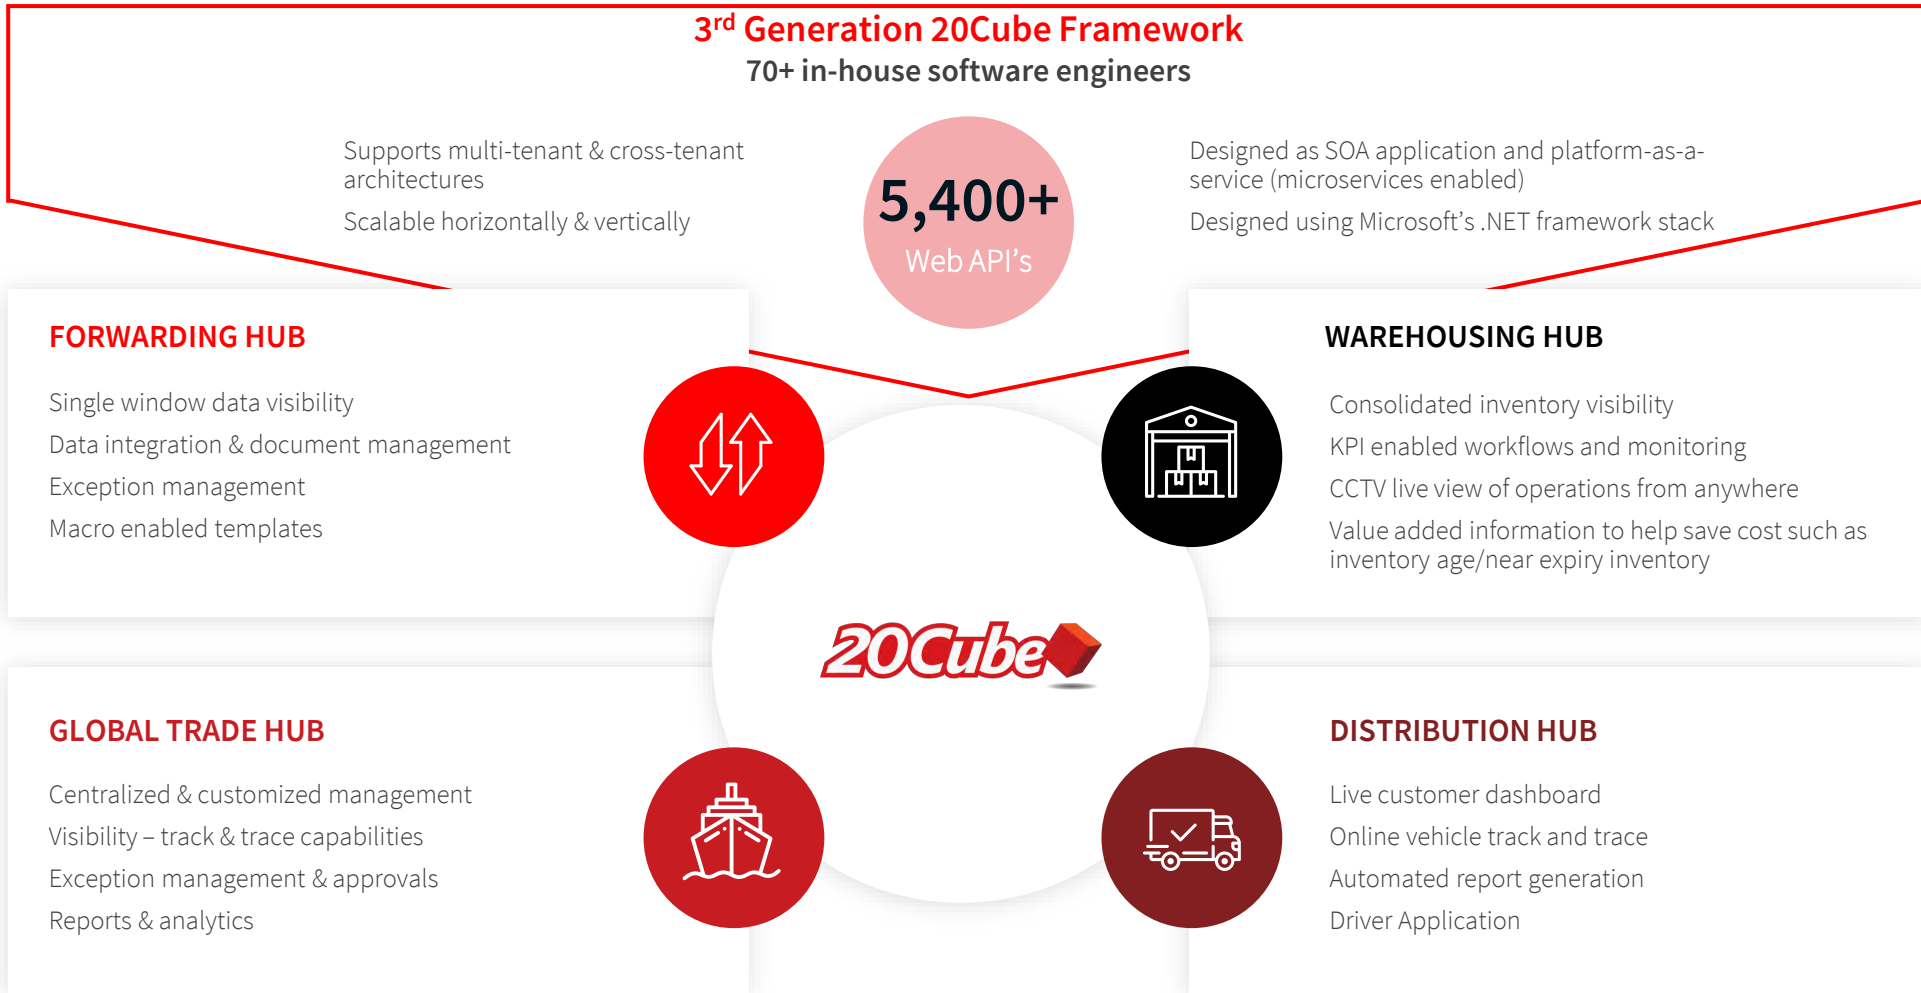 3rd Generation 20Cube Framework
70+ in-house software engineers
Supports multi-tenant & cross-tenant
architectures
Scalable horizontally & vertically
5,400+
Web API's
Designed as SOA application and platform-as-a-
service (microservices enabled)
Designed using Microsoft's .NET framework stack
FORWARDING HUB
Single window data visibility
Data integration & document management
Exception management
Macro enabled templates
WAREHOUSING HUB
Consolidated inventory visibility
KPI enabled workflows and monitoring
CCTV live view of operations from anywhere
Value added information to help save cost such as
inventory age/near expiry inventory
20Cube
GLOBAL TRADE HUB
Centralized & customized management
Visibility – track & trace capabilities
Exception management & approvals
Reports & analytics
DISTRIBUTION HUB
Live customer dashboard
Online vehicle track and trace
Automated report generation
Driver Application